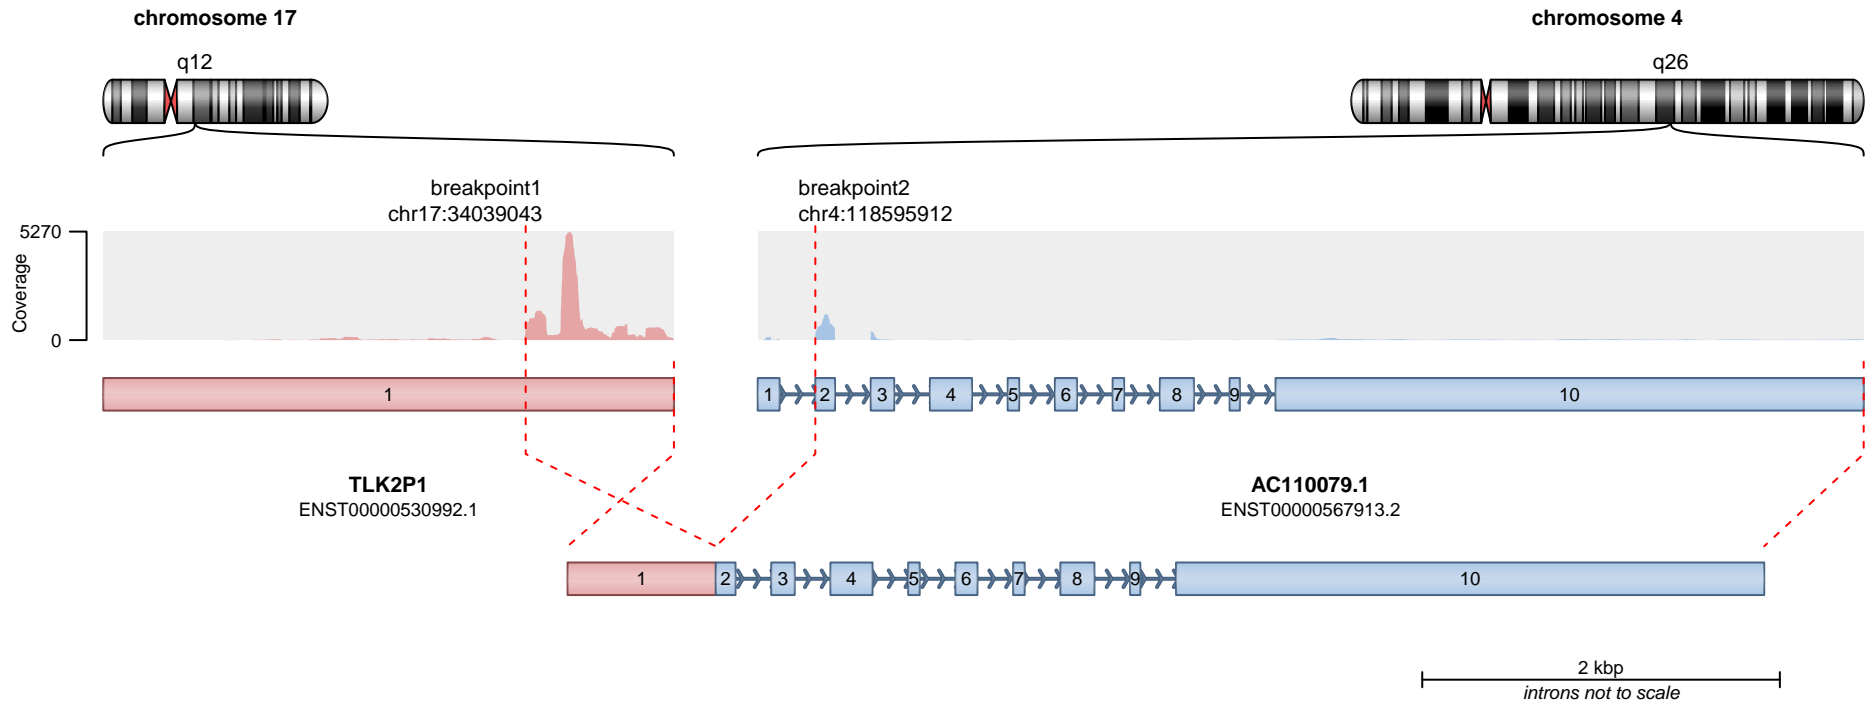 chromosome 17
chromosome 4
q12
q26
breakpoint1
chr17:34039043
breakpoint2
chr4:118595912
5270
0
Coverage
1
1 2 3 4 5 6 7 8 9 10
TLK2P1
ENST00000530992.1
AC110079.1
ENST00000567913.2
1 2 3 4 5 6 7 8 9 10
2 kbp
introns not to scale